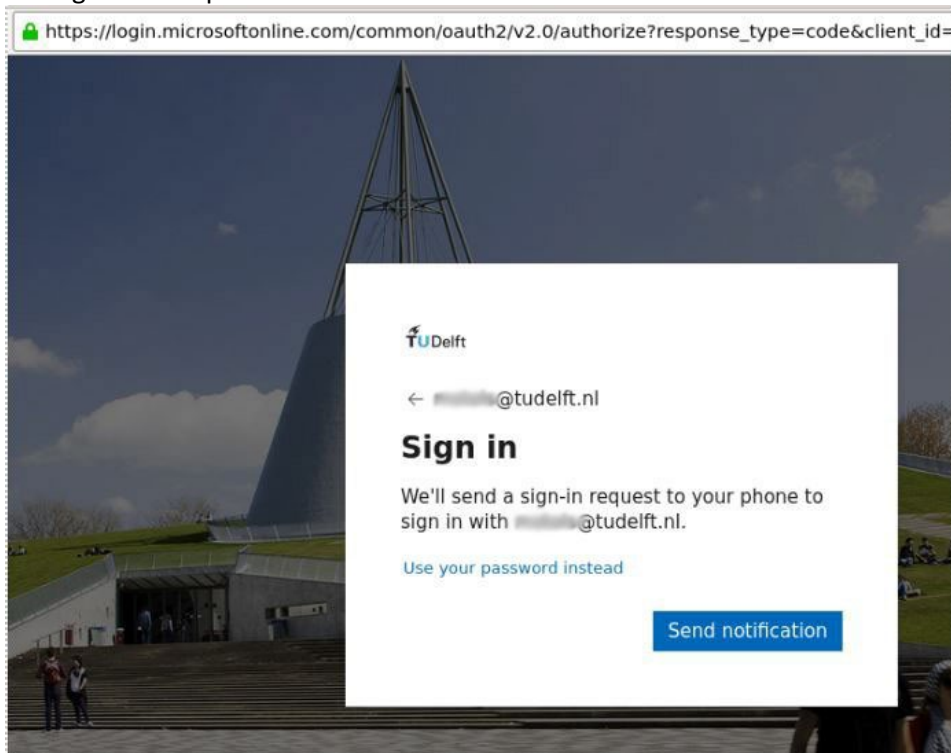 https://login.microsoftonline.com/common/oauth2/v2.0/authorize?response_type=code&client_id=
TUDelft
← @tudelft.nl
Sign in
We'll send a sign-in request to your phone to
sign in with @tudelft.nl.
Use your password instead
Send notification